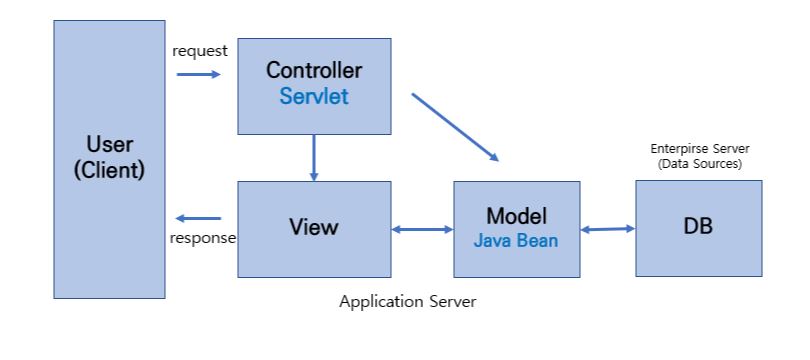 request
Controller
Servlet
User
(Client)
Enterpirse Server
(Data Sources)
View
Model
Java Bean
DB
response
Application Server